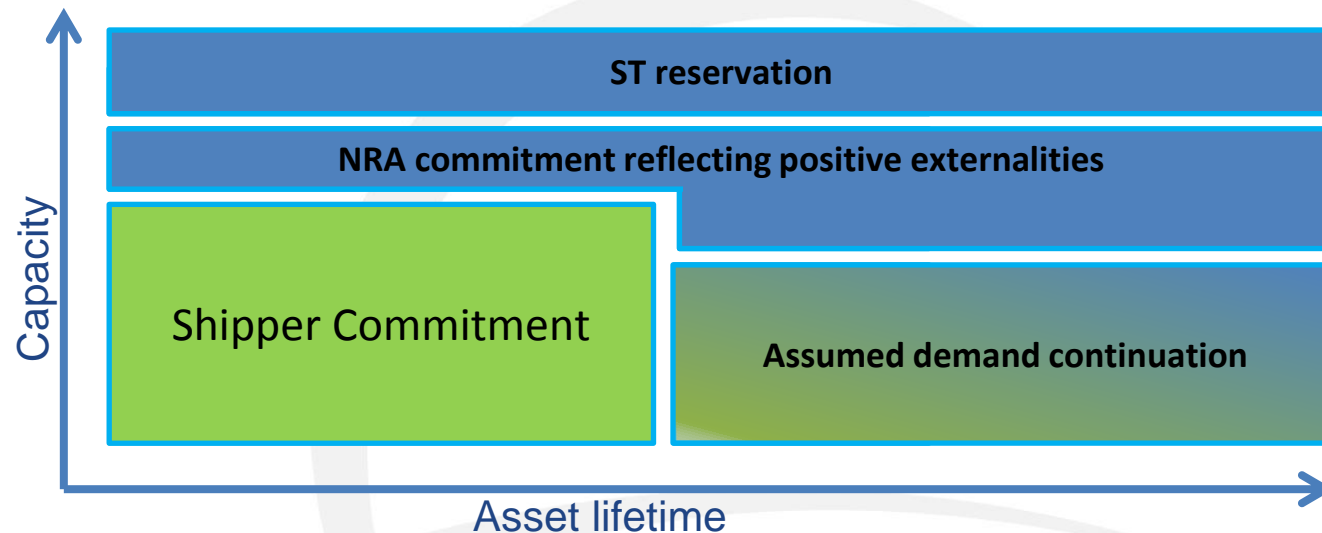 ST reservation
NRA commitment reflecting positive externalities
Capacity
Shipper Commitment
Assumed demand continuation
Asset lifetime